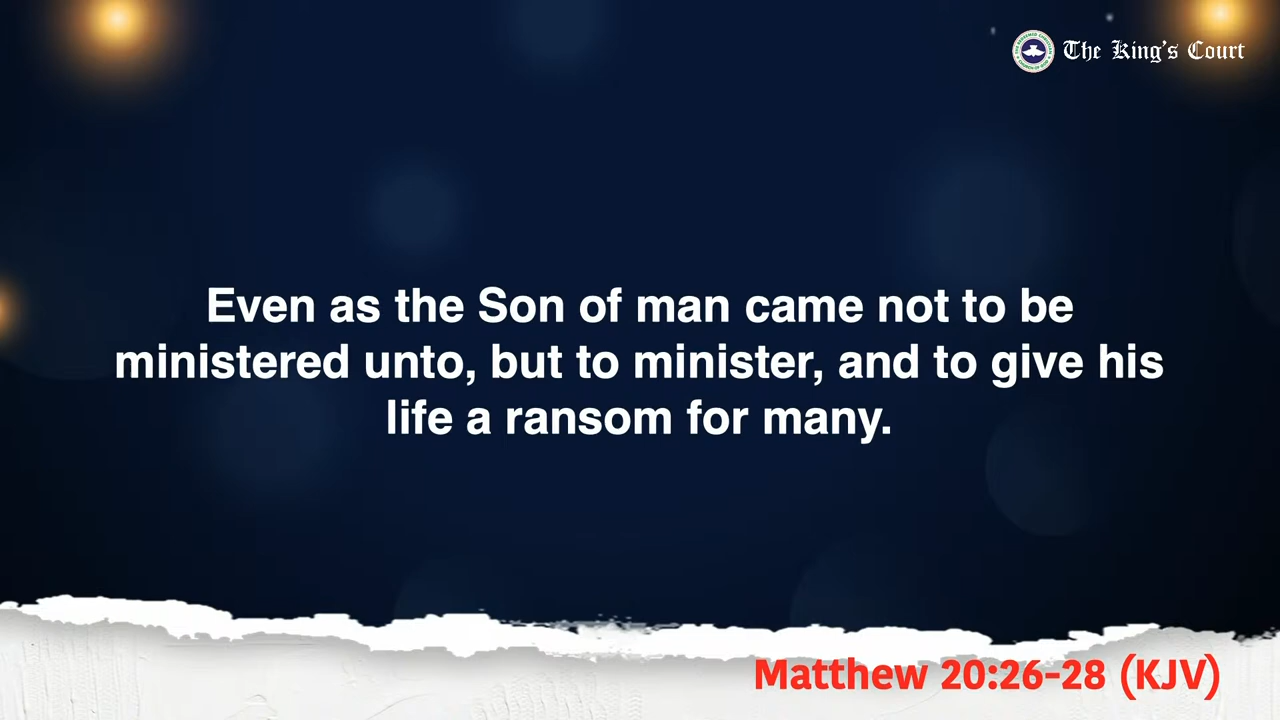 The King's Court
Even as the Son of man came not to be
ministered unto, but to minister, and to give his
life a ransom for many.
Matthew 20:26-28 (KJV)